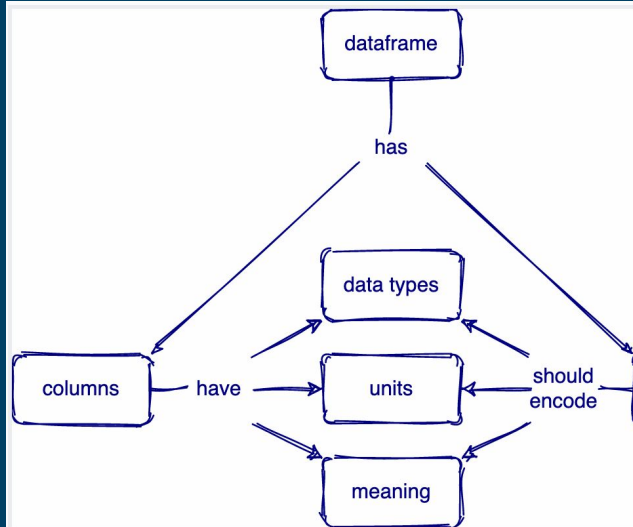 dataframe
has
data types
columns
have
units
should
encode
meaning